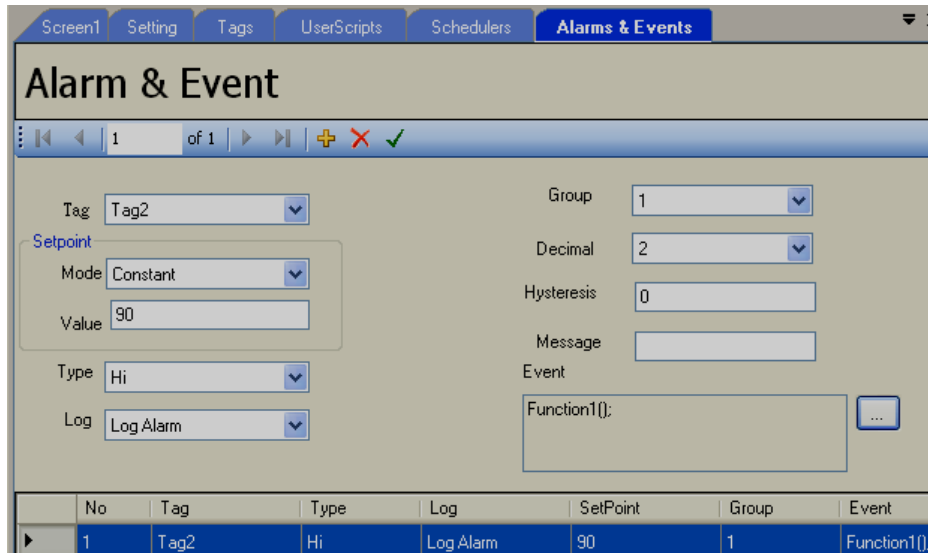 Screen1 Setting Tags UserScripts Schedulers Alarms & Events
Alarm & Event
1 of 1
Tag Tag2
Setpoint
Mode Constant
Value 90
Type Hi
Log Log Alarm
Group 1
Decimal 2
Hysteresis 0
Message
Event
Function1();
...
No Tag Type Log SetPoint Group Event
1 Tag2 Hi Log Alarm 90 1 Function1()